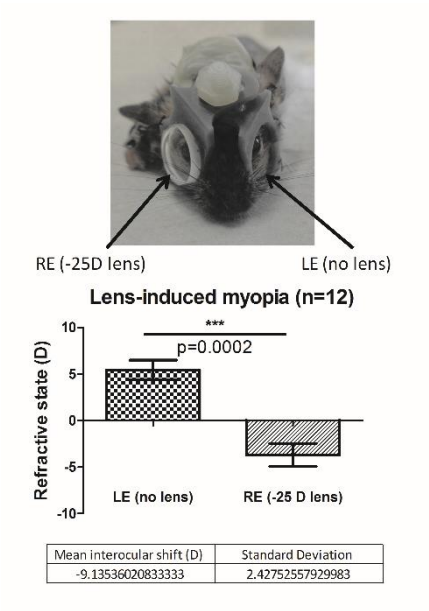 RE (-25D lens)
LE (no lens)
Lens-induced myopia (n=12)
***
p=0.0002
Refractive state (D)
10
5
0
-5
-10
LE (no lens)
RE (-25 D lens)
Mean interocular shift (D) Standard Deviation
-9.13536020833333 2.42752557929983